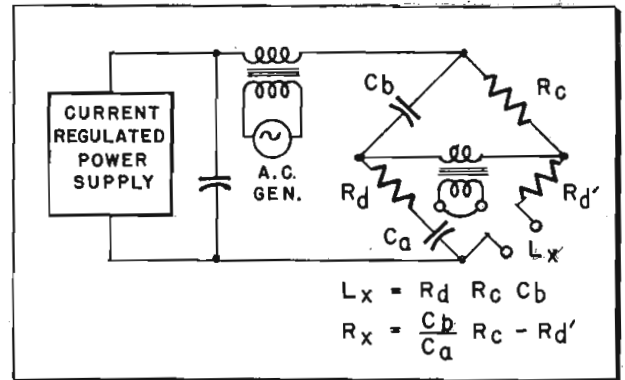 CURRENT
REGULATED
POWER
SUPPLY
A.C.
GEN.
Cb
Rc
Rd
Rd'
Ca
Lx
Lx = Rd Rc Cb
Rx = Cb/Ca Rc - Rd'